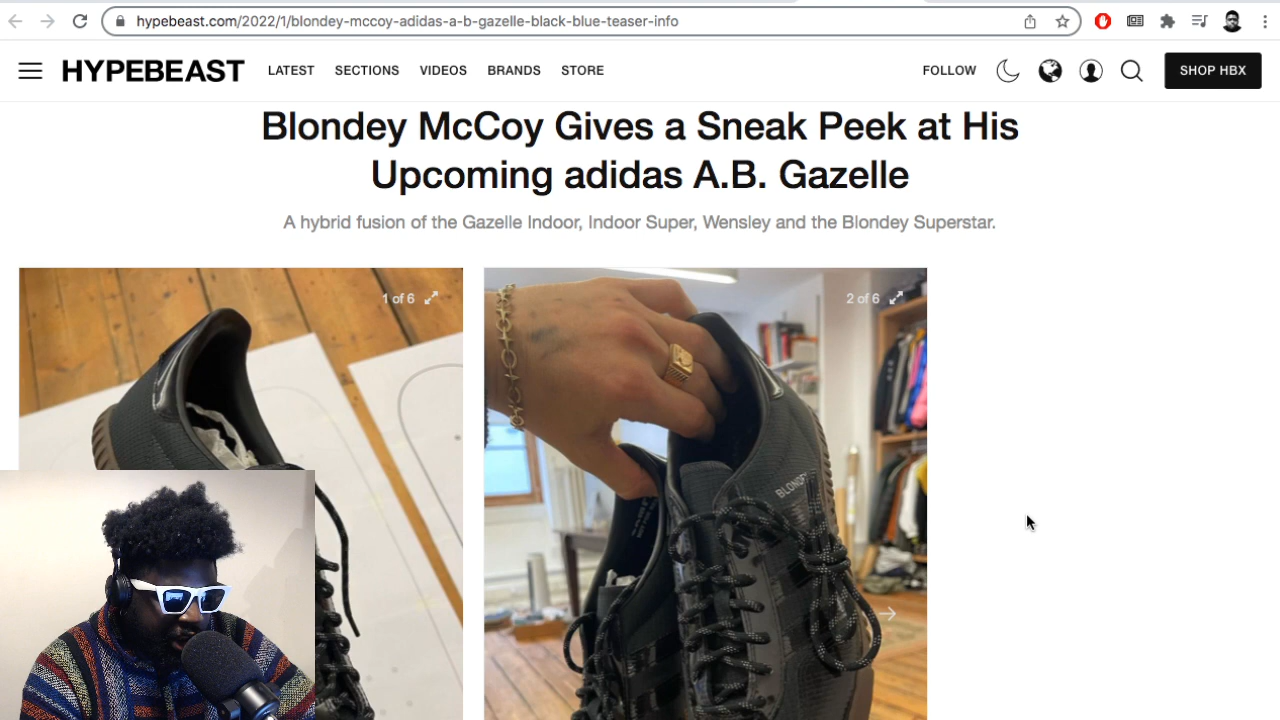 hypebeast.com/2022/1/blondey-mccoy-adidas-a-b-gazelle-black-blue-teaser-info
HYPEBEAST LATEST SECTIONS VIDEOS BRANDS STORE FOLLOW SHOP HBX
Blondey McCoy Gives a Sneak Peek at His
Upcoming adidas A.B. Gazelle
A hybrid fusion of the Gazelle Indoor, Indoor Super, Wensley and the Blondey Superstar.
1 of 6
2 of 6
BLONDEY